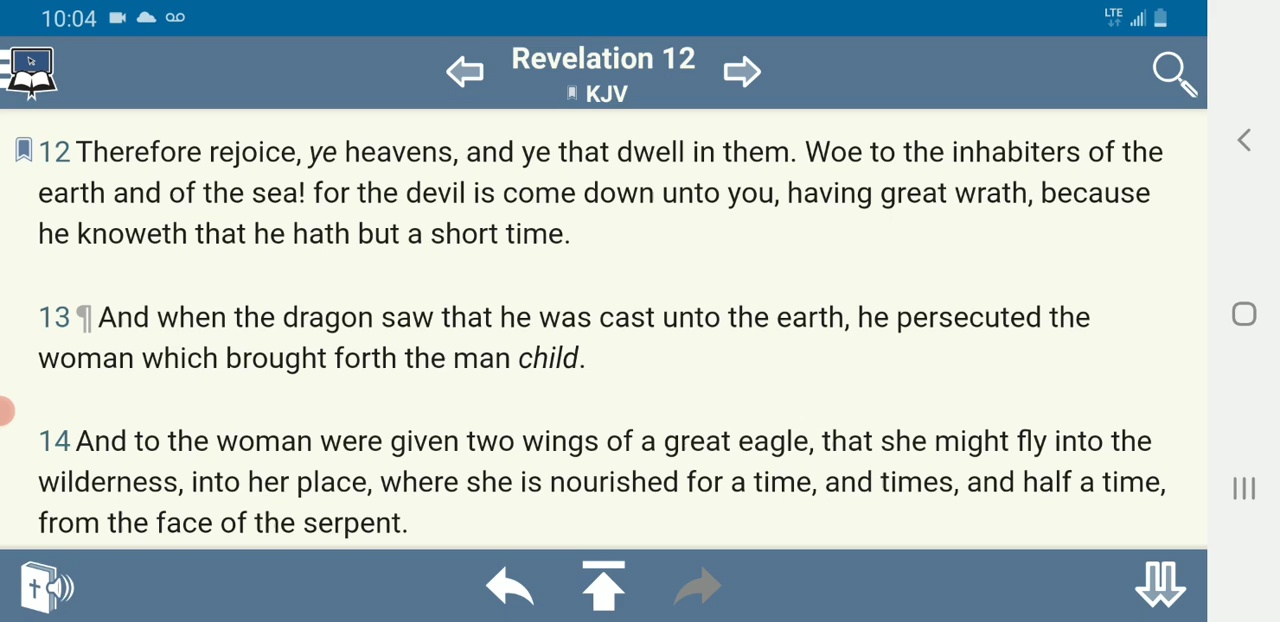 10:04
LTE
Revelation 12
KJV
12 Therefore rejoice, ye heavens, and ye that dwell in them. Woe to the inhabiters of the
earth and of the sea! for the devil is come down unto you, having great wrath, because
he knoweth that he hath but a short time.
13 ¶ And when the dragon saw that he was cast unto the earth, he persecuted the
woman which brought forth the man child.
14 And to the woman were given two wings of a great eagle, that she might fly into the
wilderness, into her place, where she is nourished for a time, and times, and half a time,
from the face of the serpent.